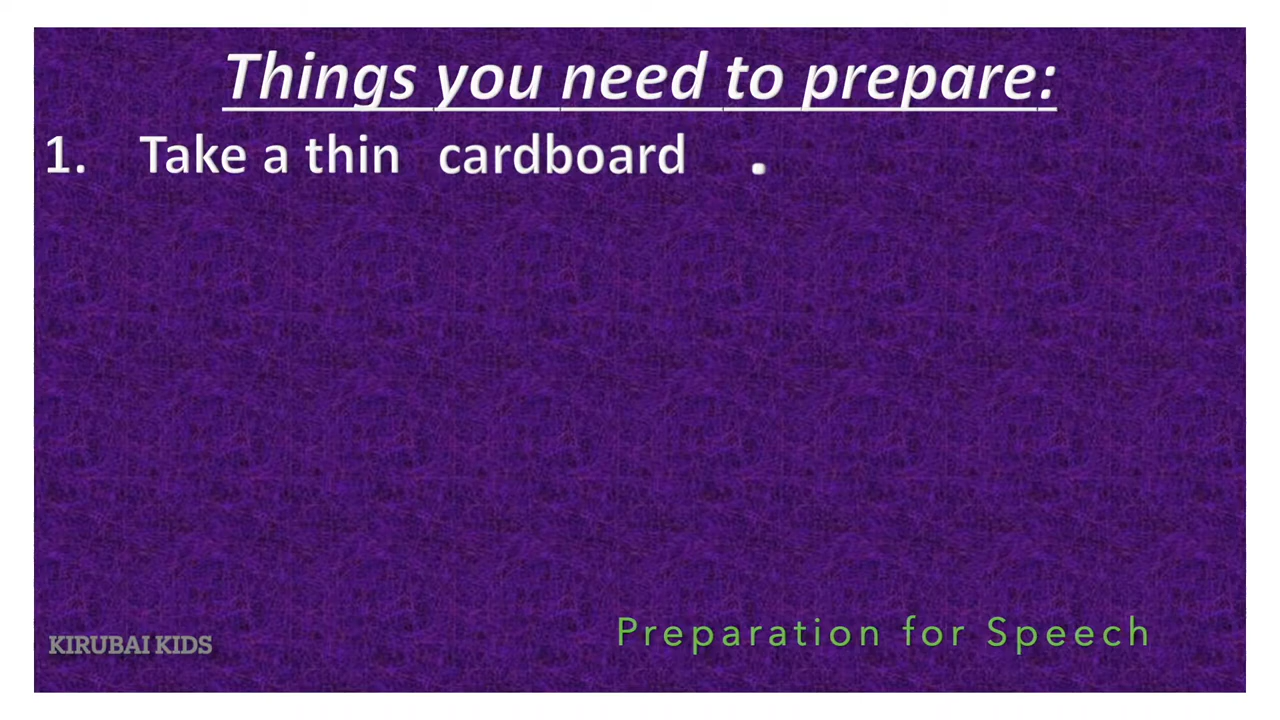 Things you need to prepare:
1. Take a thin cardboard .
KIRUBAI KIDS
Preparation for Speech